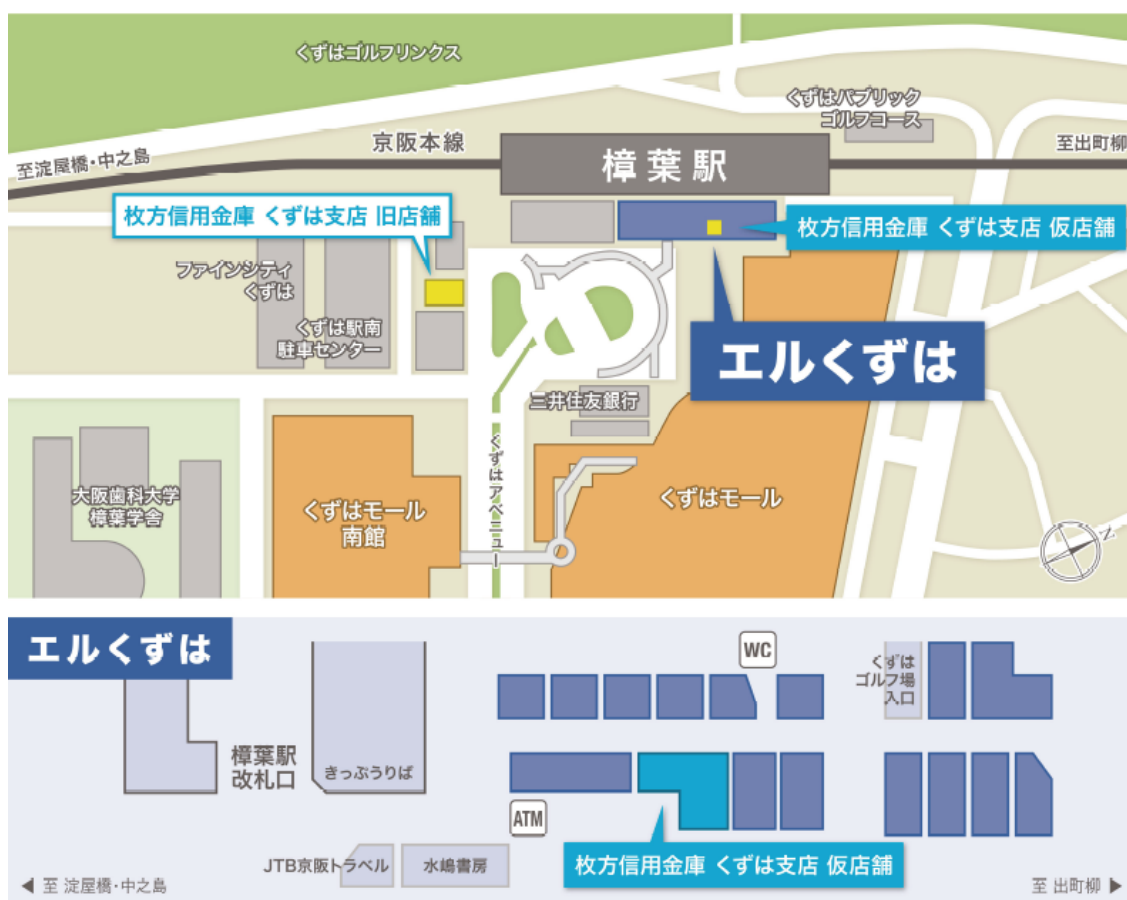 くずはゴルフリンクス
くずはパブリック
ゴルフコース
京阪本線
樟葉駅
至淀屋橋・中之島
至出町柳
枚方信用金庫 くずは支店 旧店舗
枚方信用金庫 くずは支店 仮店舗
ファインシティ
くずは
くずは駅南
駐車センター
エルくずは
三井住友銀行
くずはアベニュー
大阪歯科大学
樟葉学舎
くずはモール
南館
くずはモール
N
エルくずは
WC
くずは
ゴルフ場
入口
樟葉駅
改札口
きっぷうりば
ATM
JTB京阪トラベル
水嶋書房
枚方信用金庫 くずは支店 仮店舗
◀ 至 淀屋橋・中之島
至 出町柳 ▶